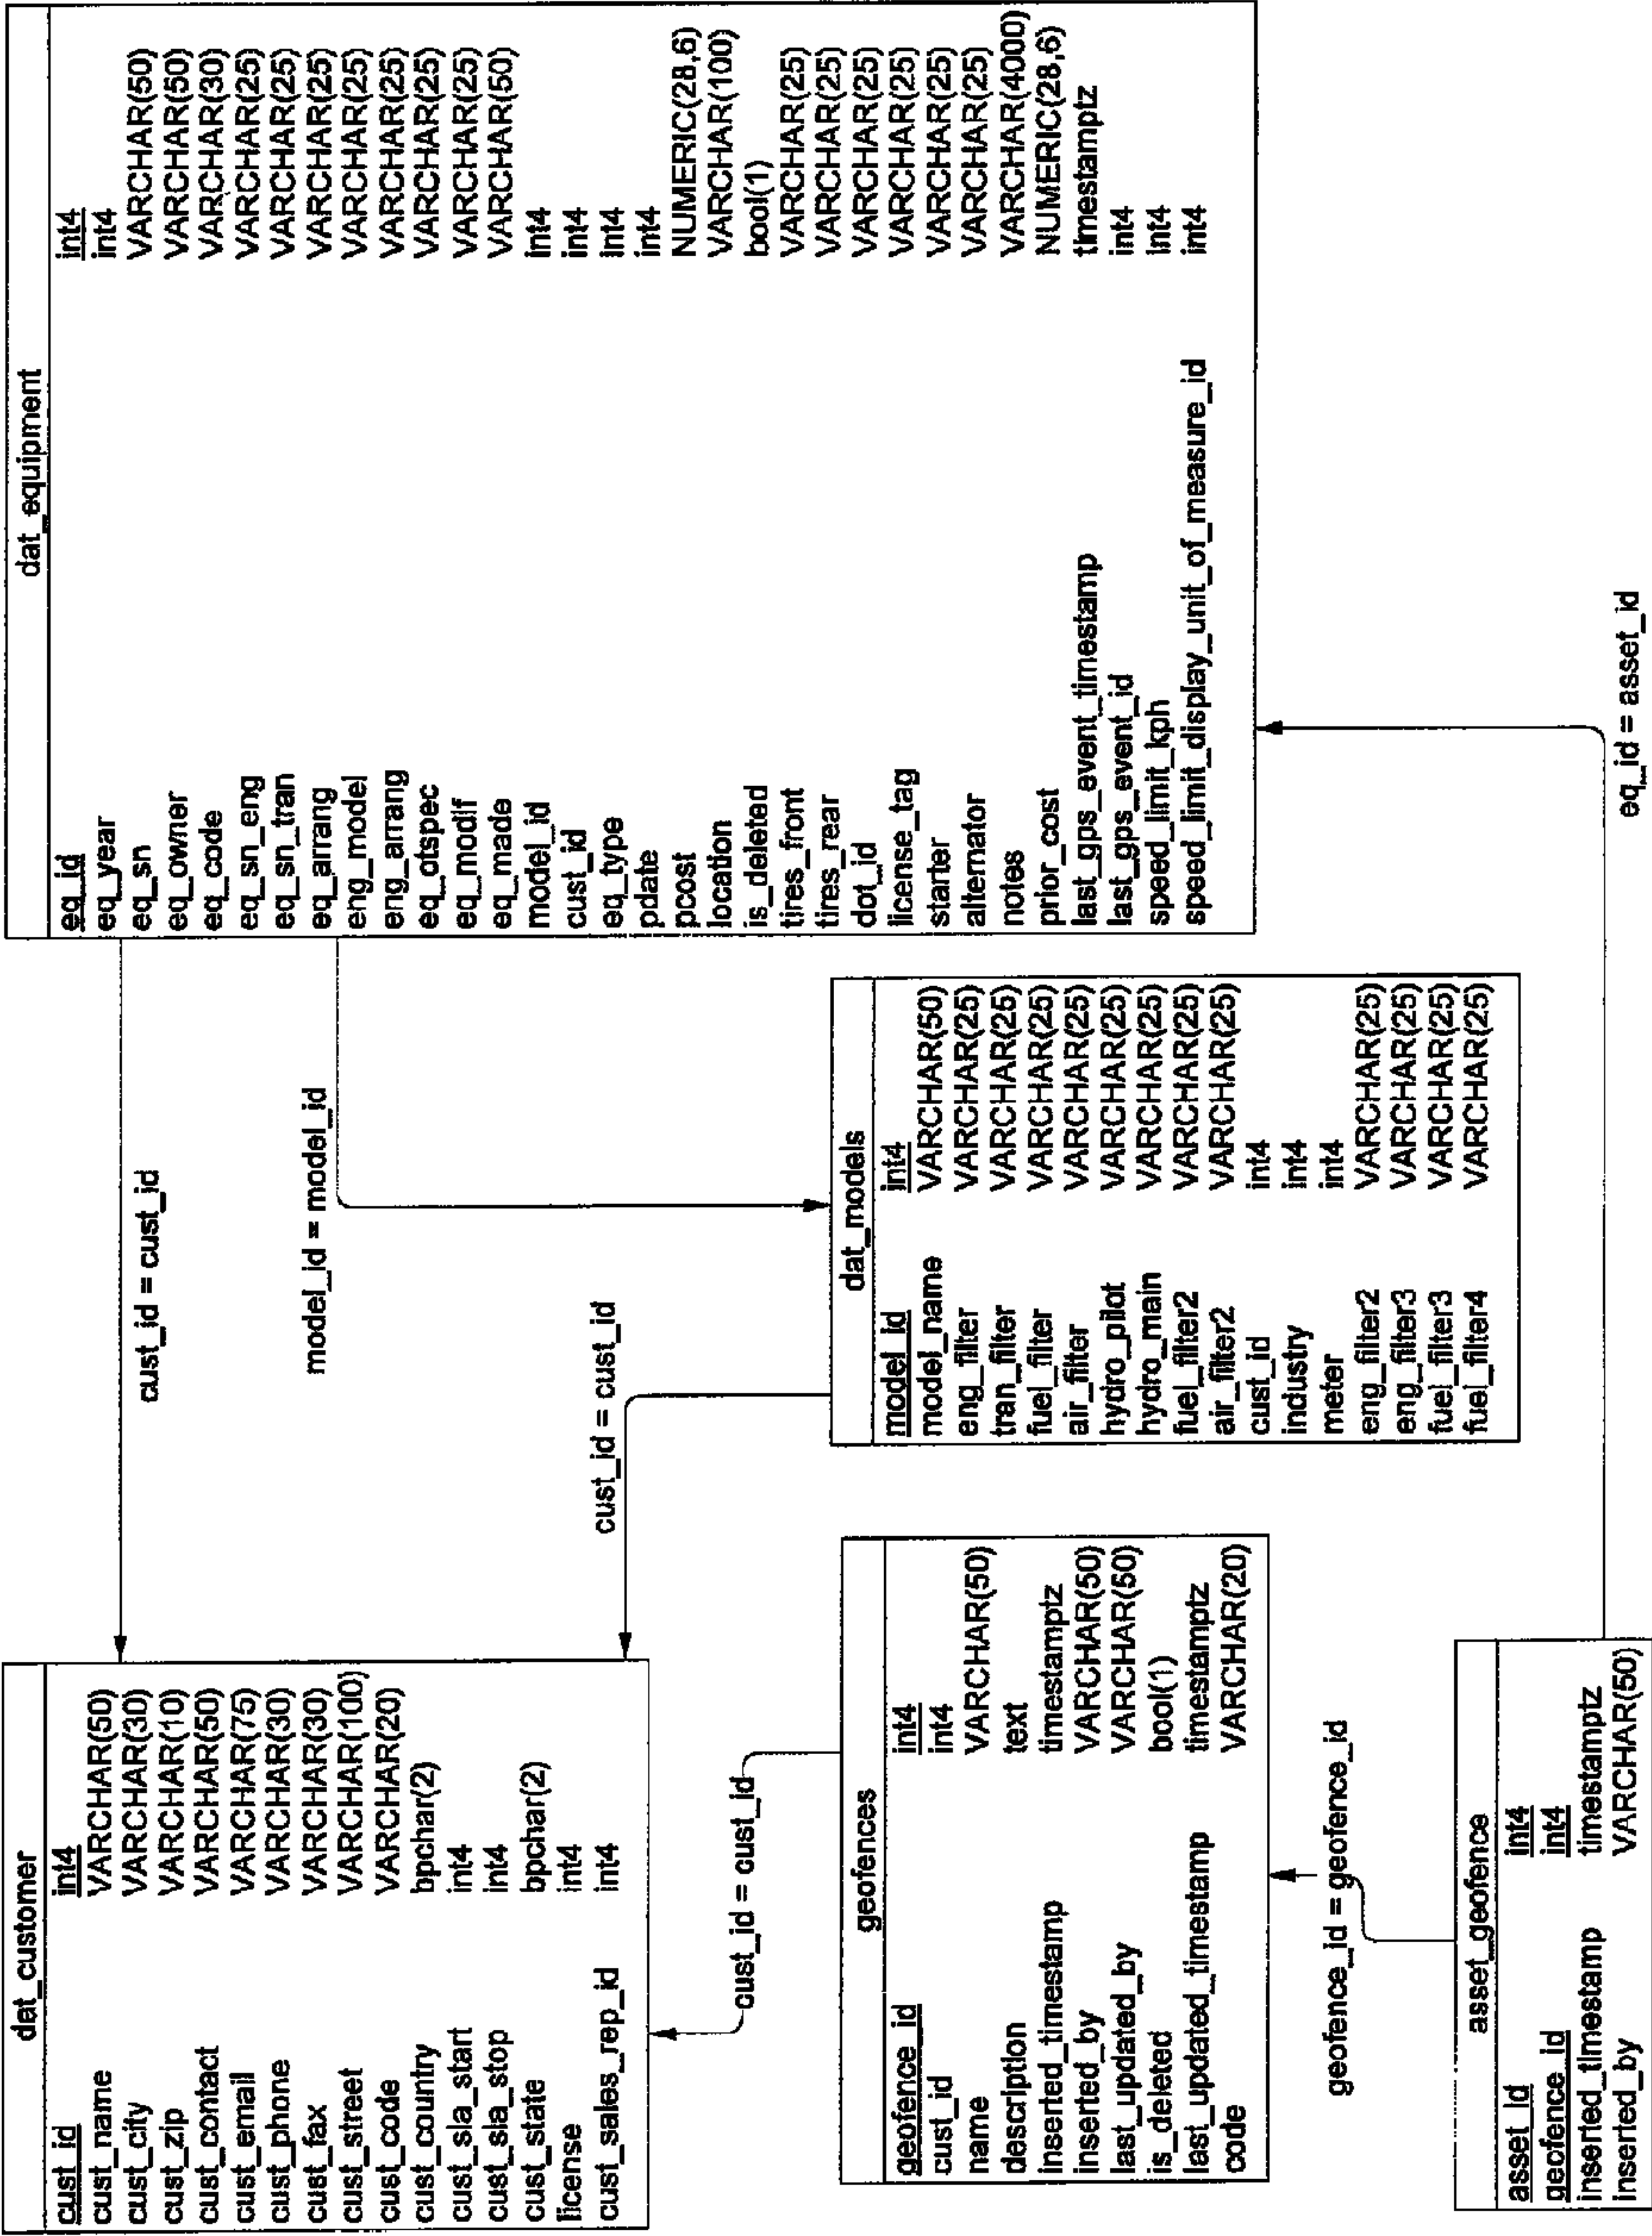 dat_customer
cust_id int4
cust_name VARCHAR(50)
cust_city VARCHAR(30)
cust_zip VARCHAR(10)
cust_contact VARCHAR(50)
cust_email VARCHAR(75)
cust_phone VARCHAR(30)
cust_fax VARCHAR(30)
cust_street VARCHAR(100)
cust_code VARCHAR(20)
cust_country bpchar(2)
cust_sla_start int4
cust_sla_stop int4
cust_state bpchar(2)
license int4
cust_sales_rep_id int4
cust_id = cust_id
model_id = model_id
cust_id = cust_id
cust_id = cust_id
dat_equipment
eq_id int4
eq_year int4
eq_sn VARCHAR(50)
eq_owner VARCHAR(50)
eq_code VARCHAR(30)
eq_sn_eng VARCHAR(25)
eq_sn_tran VARCHAR(25)
eq_arrang VARCHAR(25)
eng_model VARCHAR(25)
eng_arrang VARCHAR(25)
eq_otspec VARCHAR(25)
eq_modif VARCHAR(25)
eq_made VARCHAR(50)
model_id int4
cust_id int4
eq_type int4
pdate int4
pcost NUMERIC(28,6)
location VARCHAR(100)
is_deleted bool(1)
tires_front VARCHAR(25)
tires_rear VARCHAR(25)
dot_id VARCHAR(25)
license_tag VARCHAR(25)
starter VARCHAR(25)
alternator VARCHAR(25)
notes VARCHAR(4000)
prior_cost NUMERIC(28,6)
last_gps_event_timestamp timestamptz
last_gps_event_id int4
speed_limit_kph int4
speed_limit_display_unit_of_measure_id int4
geofences
geofence_id int4
cust_id int4
name VARCHAR(50)
description text
inserted_timestamp timestamptz
inserted_by VARCHAR(50)
last_updated_by VARCHAR(50)
is_deleted bool(1)
last_updated_timestamp timestamptz
code VARCHAR(20)
dat_models
model_id int4
model_name VARCHAR(50)
eng_filter VARCHAR(25)
tran_filter VARCHAR(25)
fuel_filter VARCHAR(25)
air_filter VARCHAR(25)
hydro_pilot VARCHAR(25)
hydro_main VARCHAR(25)
fuel_filter2 VARCHAR(25)
air_filter2 VARCHAR(25)
cust_id int4
industry int4
meter int4
eng_filter2 VARCHAR(25)
eng_filter3 VARCHAR(25)
fuel_filter3 VARCHAR(25)
fuel_filter4 VARCHAR(25)
geofence_id = geofence_id
asset_geofence
asset_id int4
geofence_id int4
inserted_timestamp timestamptz
inserted_by VARCHAR(50)
eq_id = asset_id